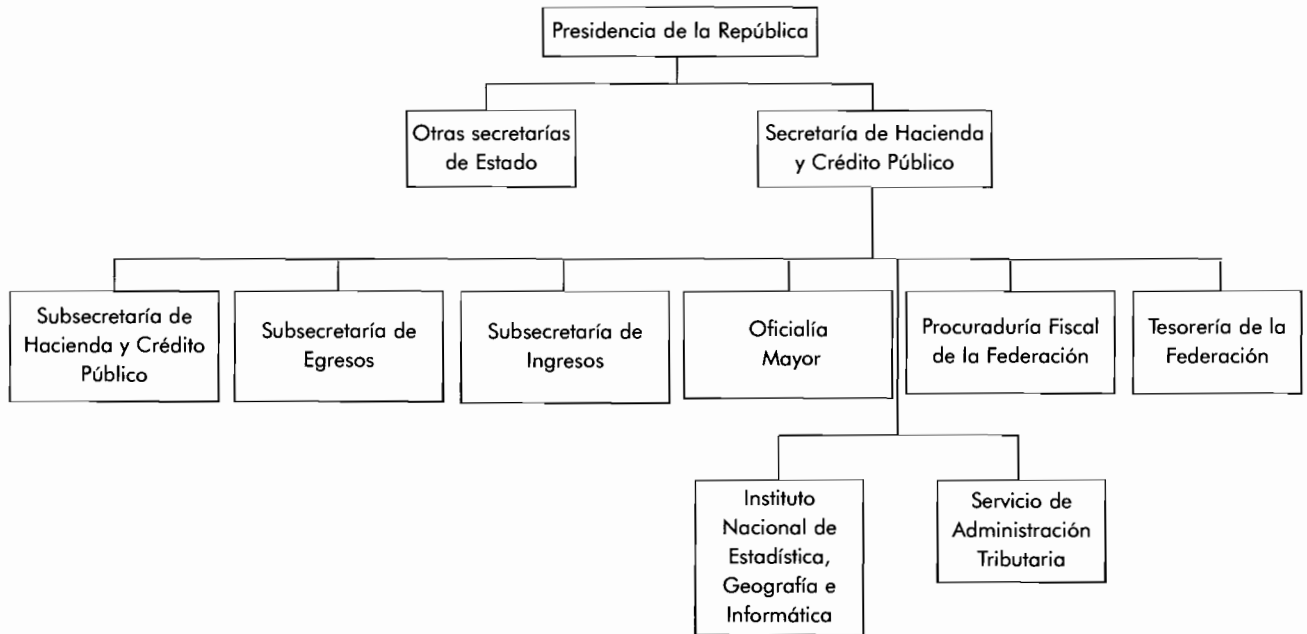 Presidencia de la República
Otras secretarías
de Estado
Secretaría de Hacienda
y Crédito Público
Subsecretaría de
Hacienda y Crédito
Público
Subsecretaría de
Egresos
Subsecretaría de
Ingresos
Oficialía
Mayor
Procuraduría Fiscal
de la Federación
Tesorería de la
Federación
Instituto
Nacional de
Estadística,
Geografía e
Informática
Servicio de
Administración
Tributaria